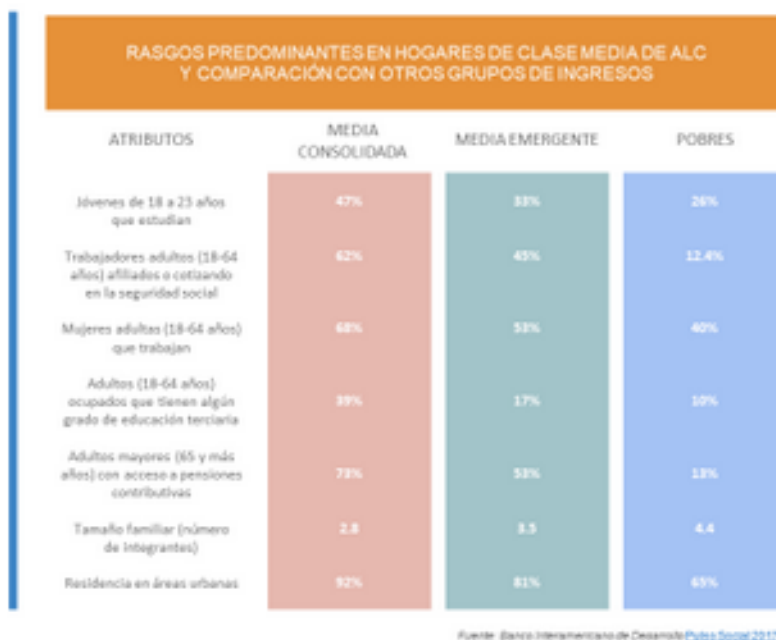 RASGOS PREDOMINANTES EN HOGARES DE CLASE MEDIA DE ALC
Y COMPARACIÓN CON OTROS GRUPOS DE INGRESOS
ATRIBUTOS
MEDIA
CONSOLIDADA
MEDIA EMERGENTE
POBRES
Jóvenes de 18 a 23 años
que estudian
47%
33%
26%
Trabajadores adultos (18-64
años) afiliados o cotizando
en la seguridad social
62%
45%
12.4%
Mujeres adultas (18-64 años)
que trabajan
68%
53%
40%
Adultos (18-64 años)
ocupados que tienen algún
grado de educación terciaria
39%
17%
10%
Adultos mayores (65 y más
años) con acceso a pensiones
contributivas
73%
53%
13%
Tamaño familiar (número
de integrantes)
2.8
3.5
4.4
Residencia en áreas urbanas
92%
81%
65%
Fuente: Banco Interamericano de Desarrollo Pulso Social 2017